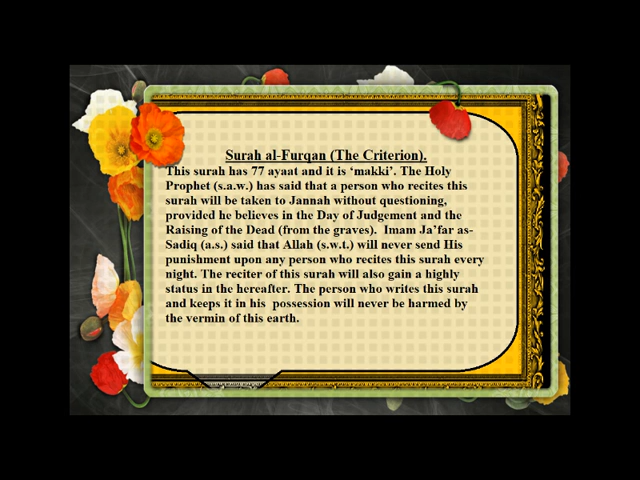 Surah al-Furqan (The Criterion).
This surah has 77 ayaat and it is ‘makki’. The Holy
Prophet (s.a.w.) has said that a person who recites this
surah will be taken to Jannah without questioning,
provided he believes in the Day of Judgement and the
Raising of the Dead (from the graves).  Imam Ja’far as-
Sadiq (a.s.) said that Allah (s.w.t.) will never send His
punishment upon any person who recites this surah every
night. The reciter of this surah will also gain a highly
status in the hereafter. The person who writes this surah
and keeps it in his  possession will never be harmed by
the vermin of this earth.